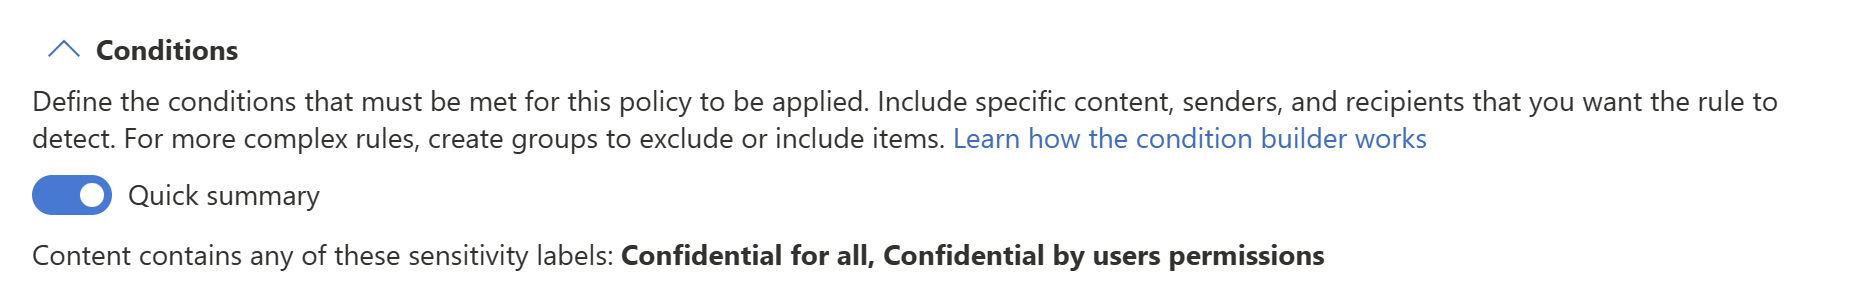 Conditions
Define the conditions that must be met for this policy to be applied. Include specific content, senders, and recipients that you want the rule to
detect. For more complex rules, create groups to exclude or include items. Learn how the condition builder works
Quick summary
Content contains any of these sensitivity labels: Confidential for all, Confidential by users permissions